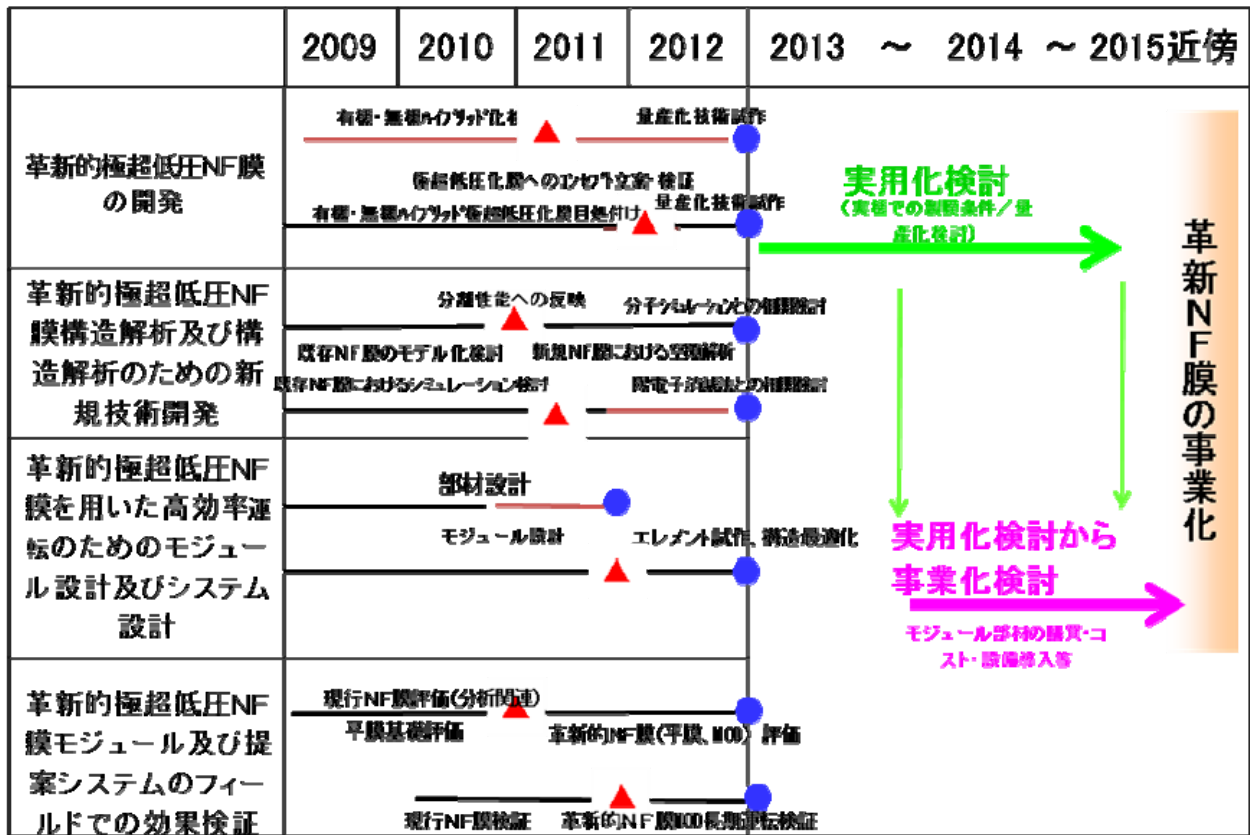 2009 2010 2011 2012 2013 ～ 2014 ～ 2015近傍
革新的極超低圧NF膜
の開発
有機・無機ハイブリッド化
量産化技術試作
極超低圧化膜へのコンセプト立案・検証
量産化技術試作
有機・無機ハイブリッド極超低圧化膜目処付け
実用化検討
(実機での製膜条件／量
産化検討)
革新NF膜の事業化
革新的極超低圧NF
膜構造解析及び構
造解析のための新
規技術開発
分離性能への反映
分子シミュレーションとの相関検討
既存NF膜のモデル化検討
新規NF膜における空隙解析
既存NF膜におけるシミュレーション検討
陽電子消滅法との相関検討
革新的極超低圧NF
膜を用いた高効率運
転のためのモジュー
ル設計及びシステム
設計
部材設計
モジュール設計
エレメント試作、構造最適化
実用化検討から
事業化検討
モジュール部材の購買・コ
スト・設備導入等
革新的極超低圧NF
膜モジュール及び提
案システムのフィー
ルドでの効果検証
現行NF膜評価(分析関連)
平膜基礎評価
革新的NF膜(平膜、MOD)評価
現行NF膜検証
革新的NF膜MOD長期運転検証